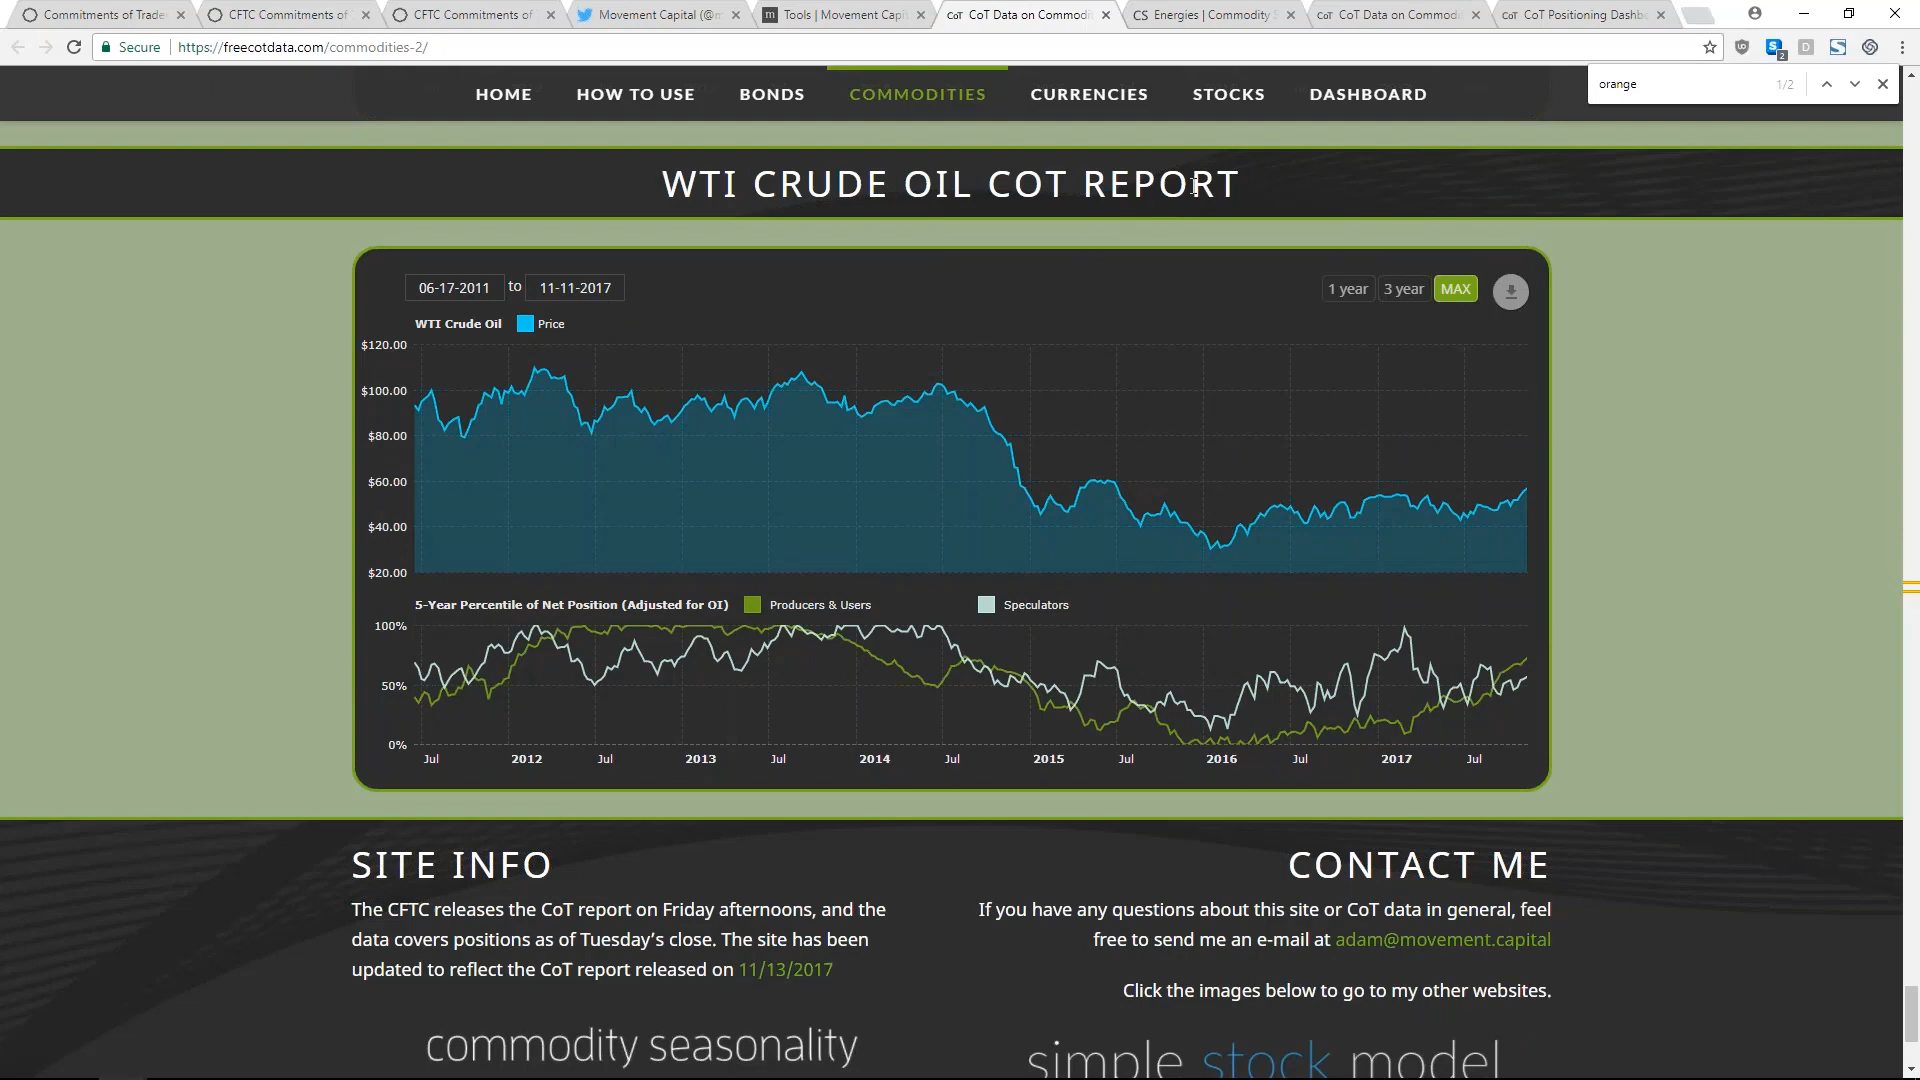 Commitments of Trade
CFTC Commitments of
CFTC Commitments of
Movement Capital (@m
m Tools | Movement Capi
CoT CoT Data on Commodi
CS Energies | Commodity S
CoT CoT Data on Commodi
CoT CoT Positioning Dashb
Secure https://freecotdata.com/commodities-2/
orange 1/2
HOME HOW TO USE BONDS COMMODITIES CURRENCIES STOCKS DASHBOARD
WTI CRUDE OIL COT REPORT
06-17-2011 to 11-11-2017
1 year 3 year MAX
WTI Crude Oil Price
$120.00
$100.00
$80.00
$60.00
$40.00
$20.00
5-Year Percentile of Net Position (Adjusted for OI) Producers & Users Speculators
100%
50%
0%
Jul 2012 Jul 2013 Jul 2014 Jul 2015 Jul 2016 Jul 2017 Jul
SITE INFO
The CFTC releases the CoT report on Friday afternoons, and the
data covers positions as of Tuesday’s close. The site has been
updated to reflect the CoT report released on 11/13/2017
commodity seasonality
CONTACT ME
If you have any questions about this site or CoT data in general, feel
free to send me an e-mail at adam@movement.capital
Click the images below to go to my other websites.
simple stock model